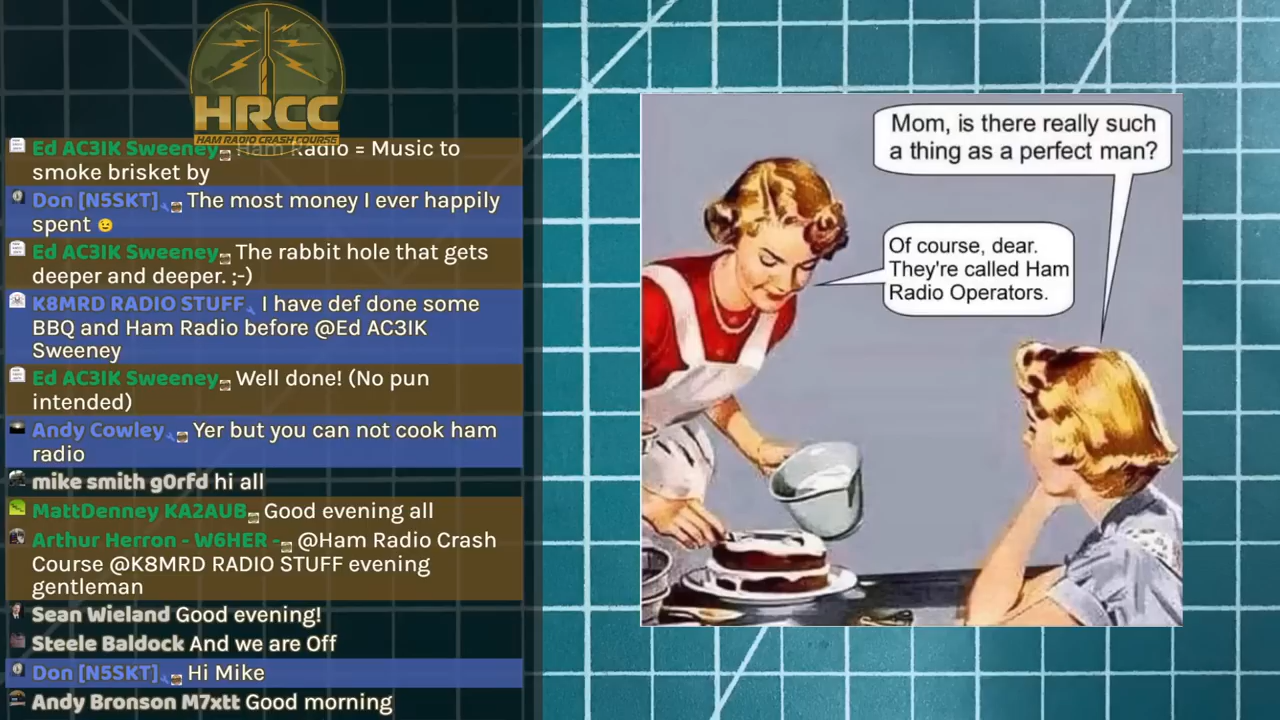 HRCC
HAM RADIO CRASH COURSE
Ed AC3IK Sweeney Ham Radio = Music to
smoke brisket by
Don [N5SKT] The most money I ever happily
spent 😉
Ed AC3IK Sweeney The rabbit hole that gets
deeper and deeper. ;-)
K8MRD RADIO STUFF I have def done some
BBQ and Ham Radio before @Ed AC3IK
Sweeney
Ed AC3IK Sweeney Well done! (No pun
intended)
Andy Cowley Yer but you can not cook ham
radio
mike smith g0rfd hi all
MattDenney KA2AUB Good evening all
Arthur Herron - W6HER - @Ham Radio Crash
Course @K8MRD RADIO STUFF evening
gentleman
Sean Wieland Good evening!
Steele Baldock And we are Off
Don [N5SKT] Hi Mike
Andy Bronson M7xtt Good morning
Mom, is there really such
a thing as a perfect man?
Of course, dear.
They're called Ham
Radio Operators.